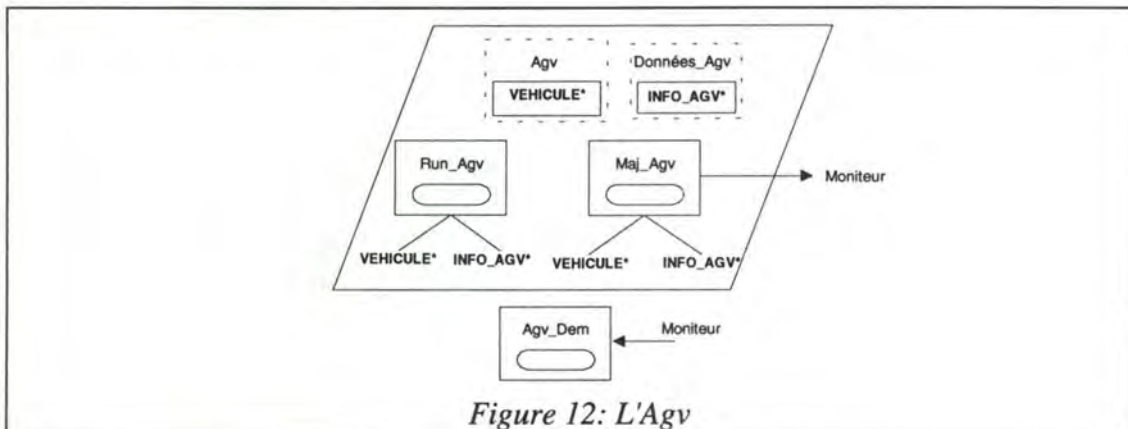 Agv Données_Agv
VEHICULE* INFO_AGV*
Run_Agv Maj_Agv
Moniteur
VEHICULE* INFO_AGV* VEHICULE* INFO_AGV*
Agv_Dem Moniteur
Figure 12: L'Agv